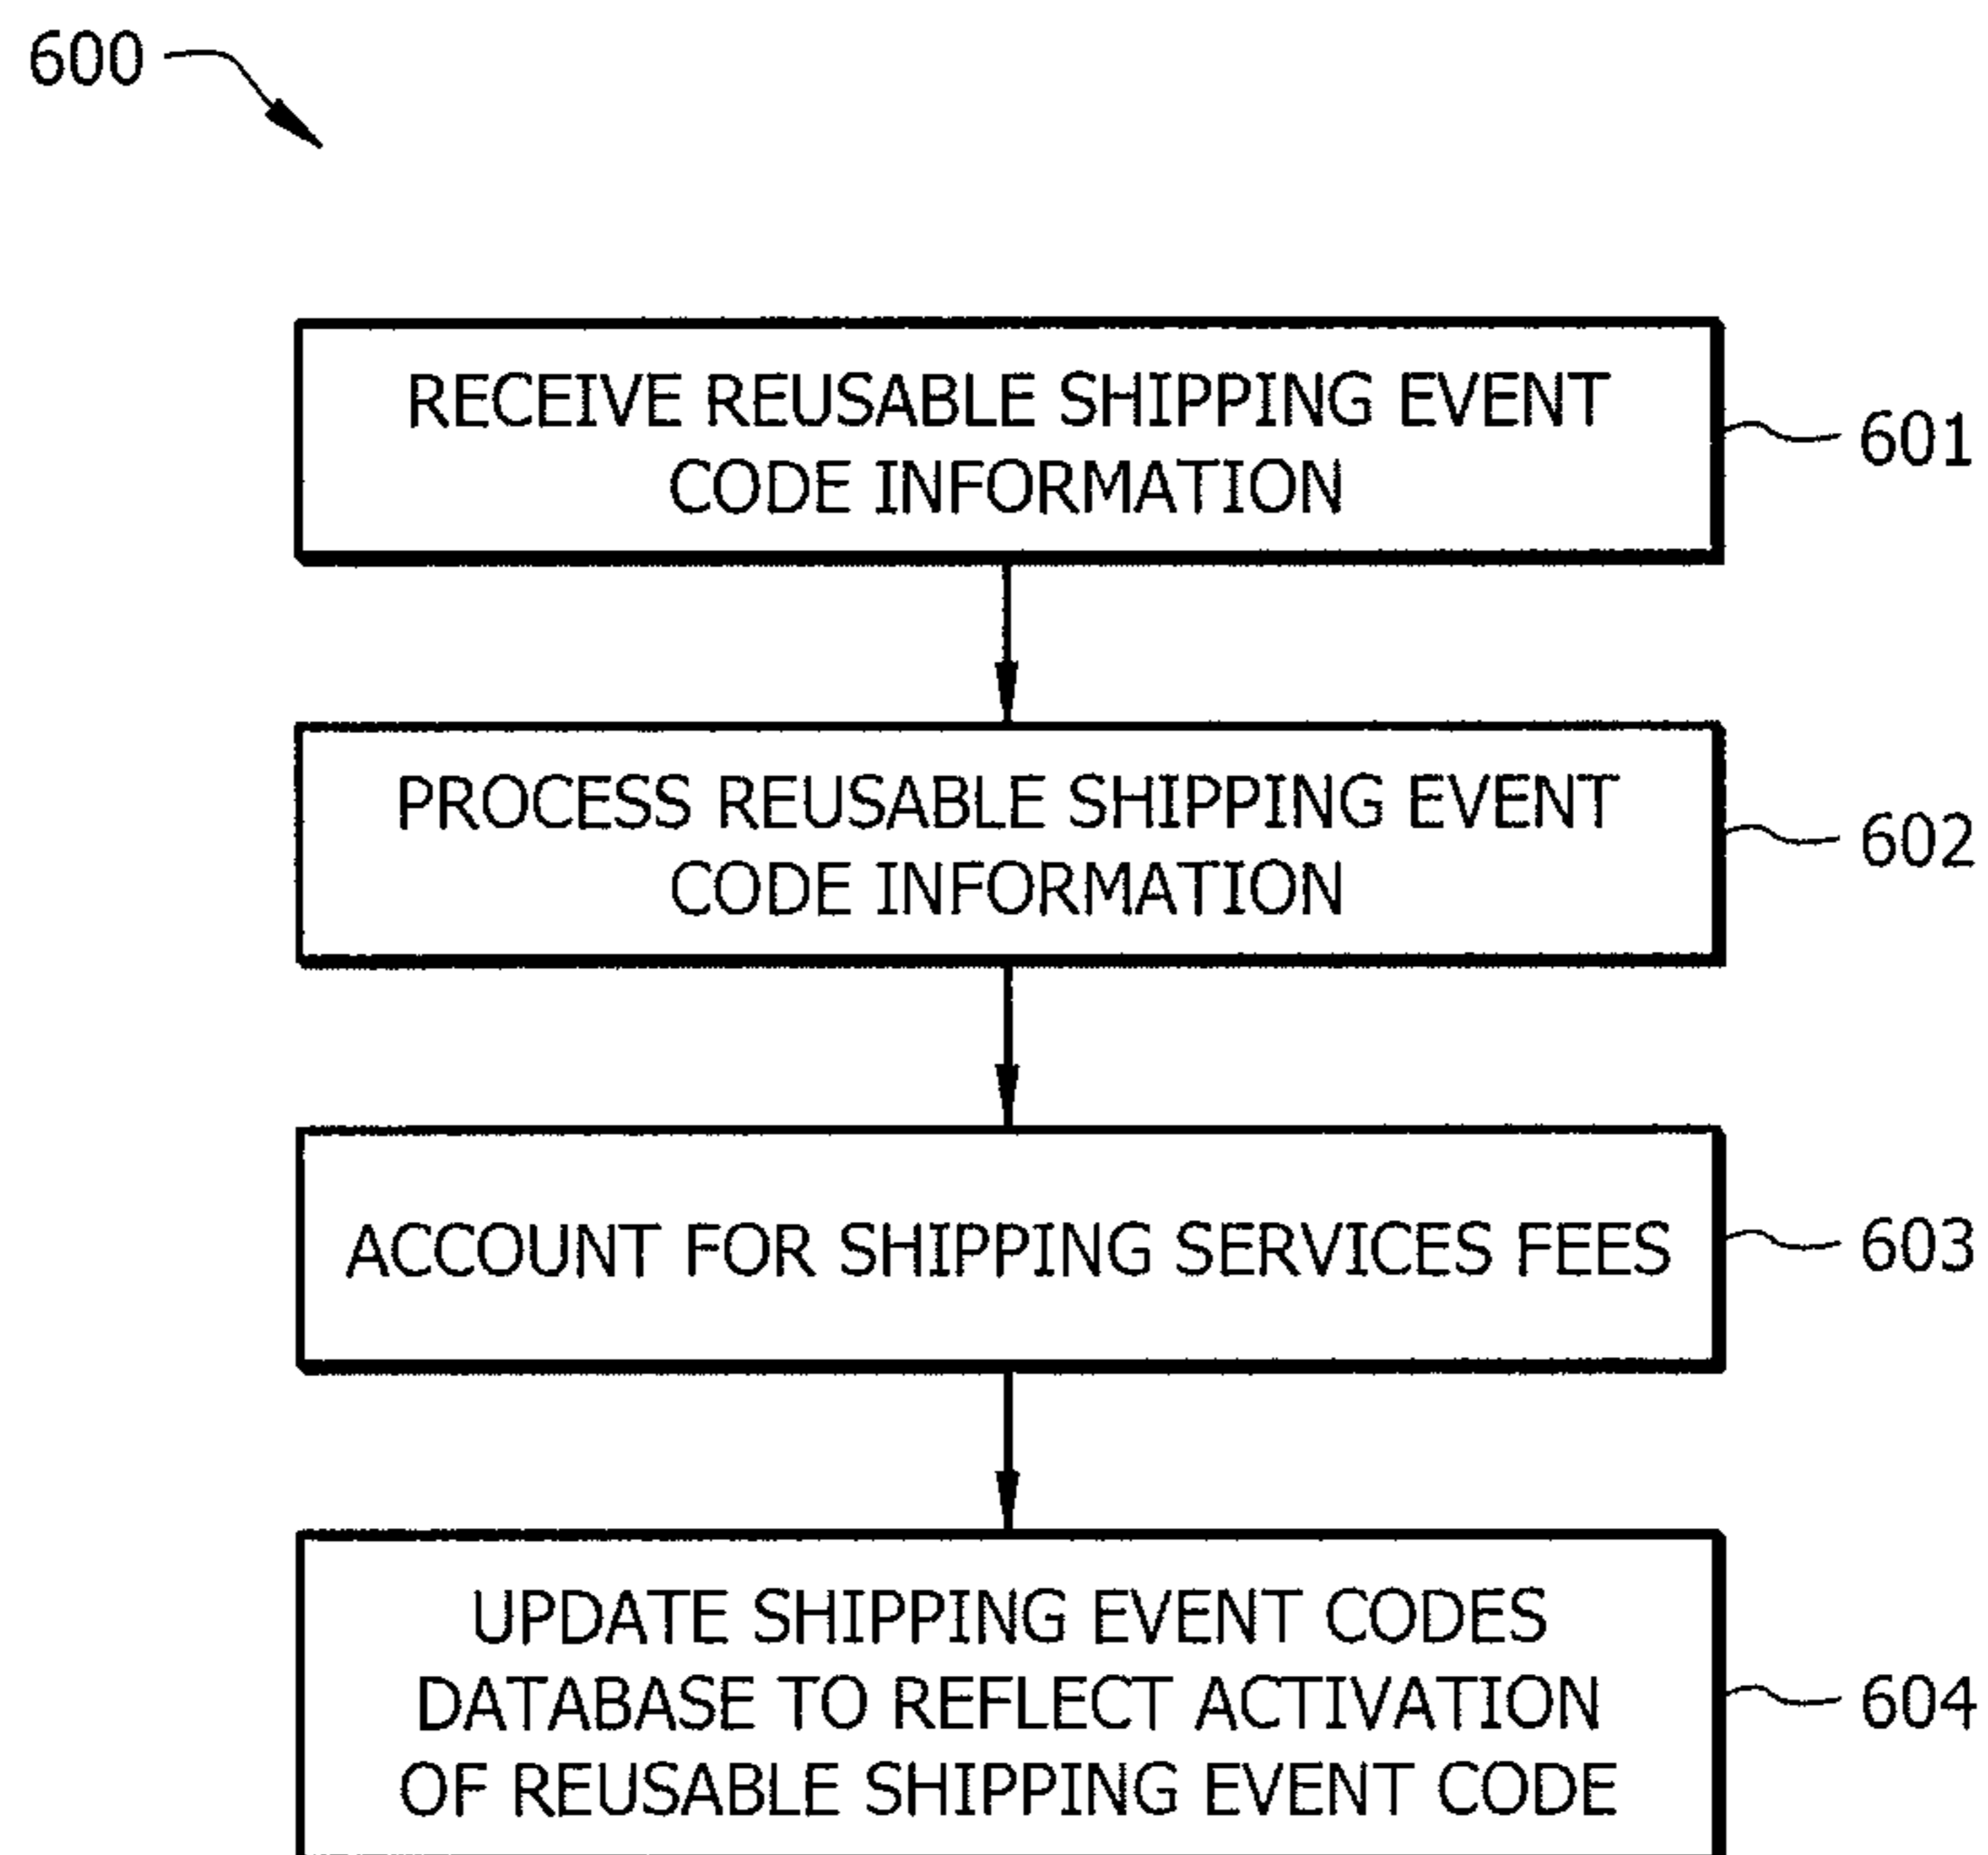 600
RECEIVE REUSABLE SHIPPING EVENT
CODE INFORMATION
601
PROCESS REUSABLE SHIPPING EVENT
CODE INFORMATION
602
ACCOUNT FOR SHIPPING SERVICES FEES
603
UPDATE SHIPPING EVENT CODES
DATABASE TO REFLECT ACTIVATION
OF REUSABLE SHIPPING EVENT CODE
604